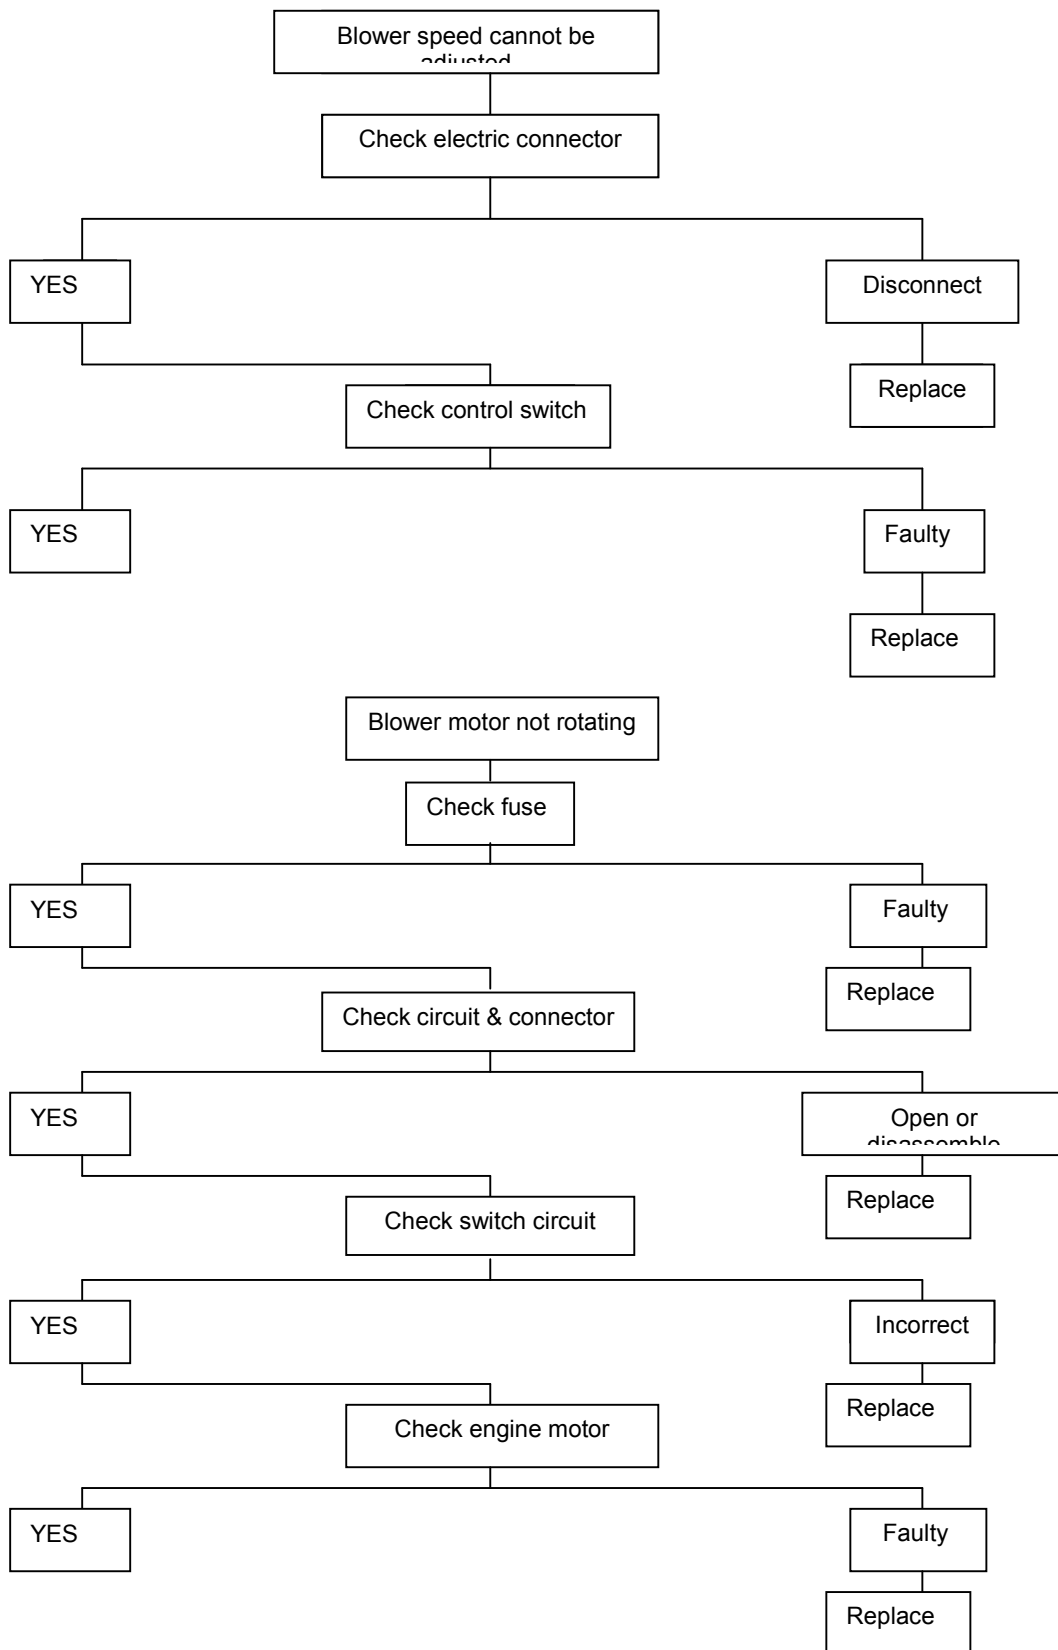 Blower speed cannot be
adjusted
Check electric connector
YES
Disconnect
Replace
Check control switch
YES
Faulty
Replace
Blower motor not rotating
Check fuse
YES
Faulty
Replace
Check circuit & connector
YES
Open or
disassemble
Replace
Check switch circuit
YES
Incorrect
Replace
Check engine motor
YES
Faulty
Replace